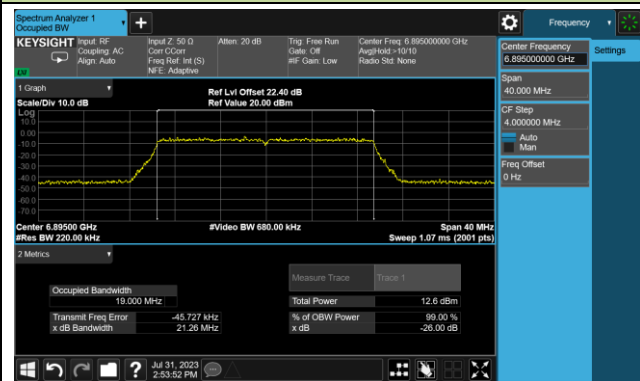 Spectrum Analyzer 1
Occupied BW
Frequency
KEYSIGHT
Input: RF
Coupling: AC
Align: Auto
Input Z: 50 Ω
Corr CCorr
Freq Ref: Int (S)
NFE: Adaptive
Atten: 20 dB
Trig: Free Run
Gate: Off
#IF Gain: Low
Center Freq: 6.895000000 GHz
Avg|Hold:>10/10
Radio Std: None
Center Frequency
6.895000000 GHz
Settings
Span
40.000 MHz
CF Step
4.000000 MHz
Auto
Man
Freq Offset
0 Hz
1 Graph
Scale/Div 10.0 dB
Ref Lvl Offset 22.40 dB
Ref Value 20.00 dBm
Log
10.0
0.00
-10.0
-20.0
-30.0
-40.0
-50.0
-60.0
-70.0
Center 6.89500 GHz
#Res BW 220.00 kHz
#Video BW 680.00 kHz
Span 40 MHz
Sweep 1.07 ms (2001 pts)
2 Metrics
Measure Trace
Trace 1
Occupied Bandwidth
19.000 MHz
Total Power
12.6 dBm
Transmit Freq Error
-45.727 kHz
% of OBW Power
99.00 %
x dB Bandwidth
21.26 MHz
x dB
-26.00 dB
Jul 31, 2023
2:53:52 PM